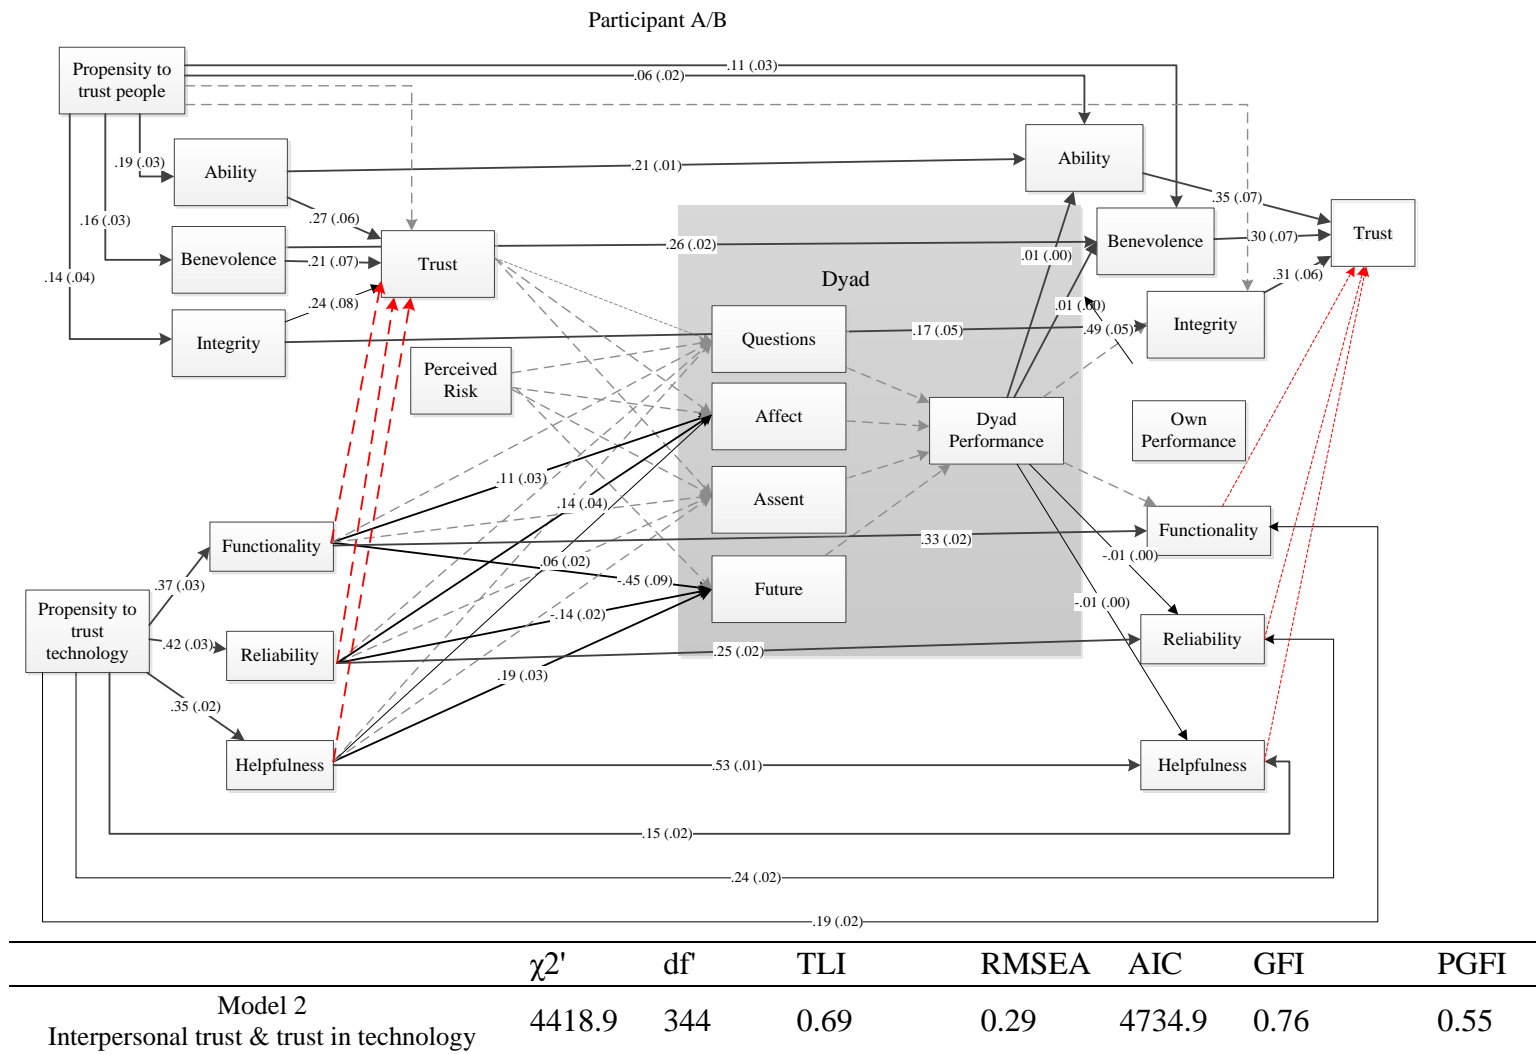 Participant A/B
Propensity to
trust people
.11 (.03)
.06 (.02)
.19 (.03)
Ability
.21 (.01)
Ability
.35 (.07)
.16 (.03)
.27 (.06)
Benevolence
.21 (.07)
Trust
.26 (.02)
.01 (.00)
Benevolence
.30 (.07)
Trust
.14 (.04)
.24 (.08)
Dyad
.31 (.06)
.01 (.00)
Integrity
Questions
.17 (.05)
.49 (.05)
Integrity
Perceived
Risk
Affect
Dyad
Performance
Own
Performance
.11 (.03)
.14 (.04)
Assent
Functionality
.33 (.02)
Functionality
.06 (.02)
-.01 (.00)
.37 (.03)
-.45 (.09)
Future
Propensity to
trust
technology
-.14 (.02)
-.01 (.00)
.42 (.03)
Reliability
.25 (.02)
Reliability
.19 (.03)
.35 (.02)
Helpfulness
.53 (.01)
Helpfulness
.15 (.02)
.24 (.02)
.19 (.02)
χ2' df' TLI RMSEA AIC GFI PGFI
Model 2
Interpersonal trust & trust in technology 4418.9 344 0.69 0.29 4734.9 0.76 0.55